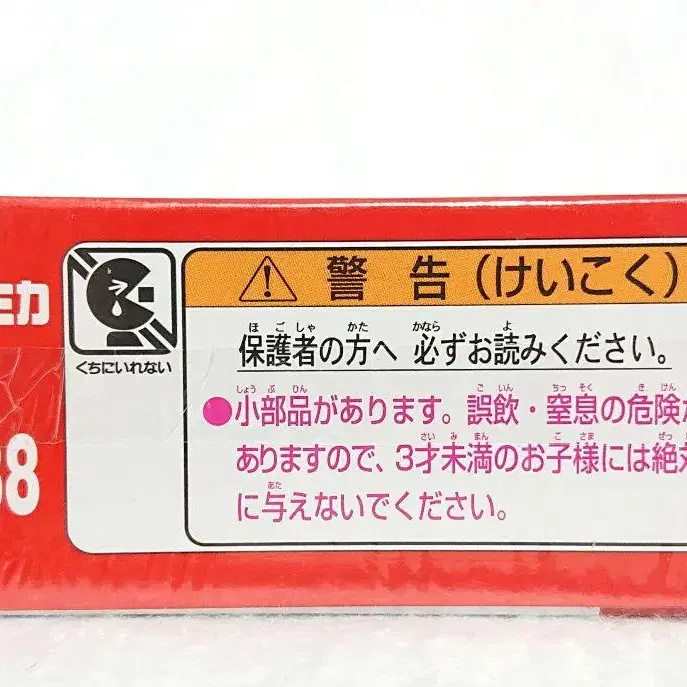 ミカ
38
くちにいれない
警告(けいこく)
ほごしゃ かた かなら よ
保護者の方へ 必ずお読みください。
しょうぶひん ごいん ちっそく きけん
●小部品があります。誤飲・窒息の危険が
さいみまん こさま ぜっ
ありますので、3才未満のお子様には絶対
あた
に与えないでください。